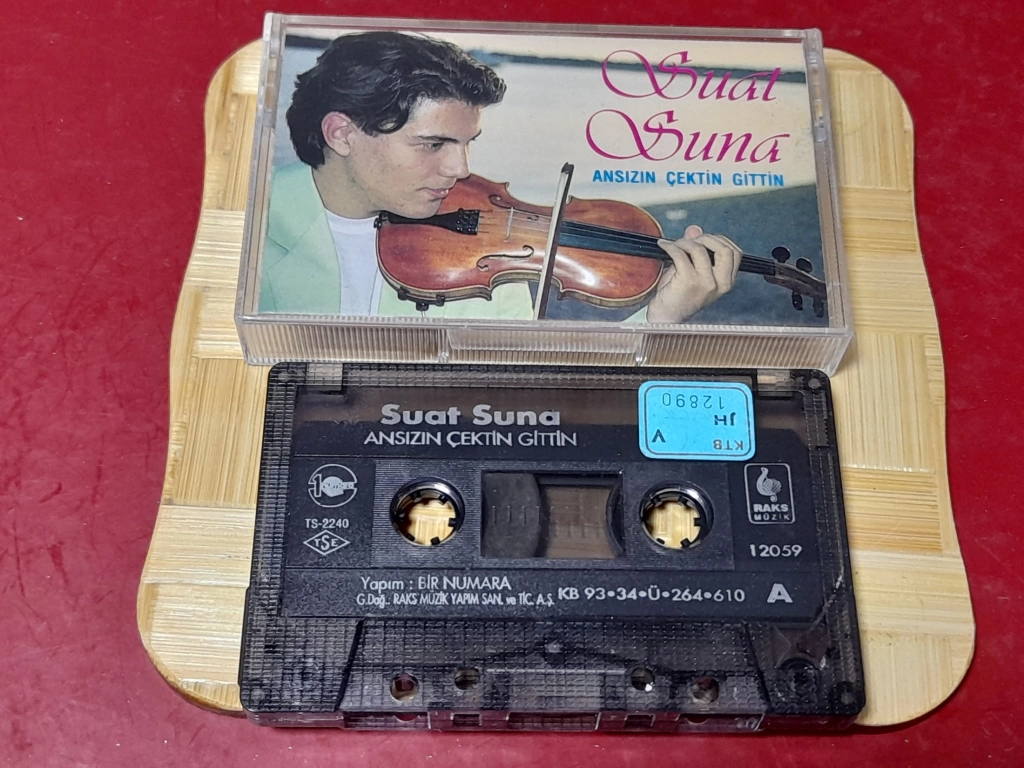 Suat
Suna
ANSIZIN ÇEKTİN GİTTİN
Suat Suna
ANSIZIN ÇEKTİN GİTTİN
KTB
JH V
12890
TS-2240
TSE
RAKS
MÜZİK
12059
Yapım : BİR NUMARA
G.Dağ.: RAKS MÜZİK YAPIM SAN. ve TİC. A.Ş.
KB 93•34•Ü•264•610
A